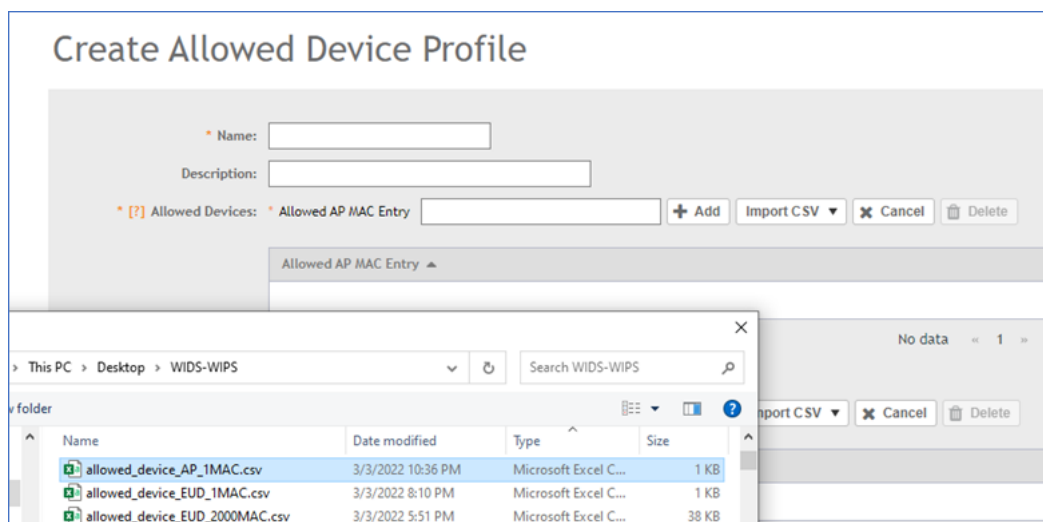 Create Allowed Device Profile
* Name:
Description:
* [?] Allowed Devices: * Allowed AP MAC Entry + Add Import CSV ▼ ✖ Cancel Delete
Allowed AP MAC Entry ▲
No data « 1 »
> This PC > Desktop > WIDS-WIPS Search WIDS-WIPS
w folder
mport CSV ▼ ✖ Cancel Delete
Name Date modified Type Size
allowed_device_AP_1MAC.csv 3/3/2022 10:36 PM Microsoft Excel C... 1 KB
allowed_device_EUD_1MAC.csv 3/3/2022 8:10 PM Microsoft Excel C... 1 KB
allowed_device_EUD_2000MAC.csv 3/3/2022 5:51 PM Microsoft Excel C... 38 KB